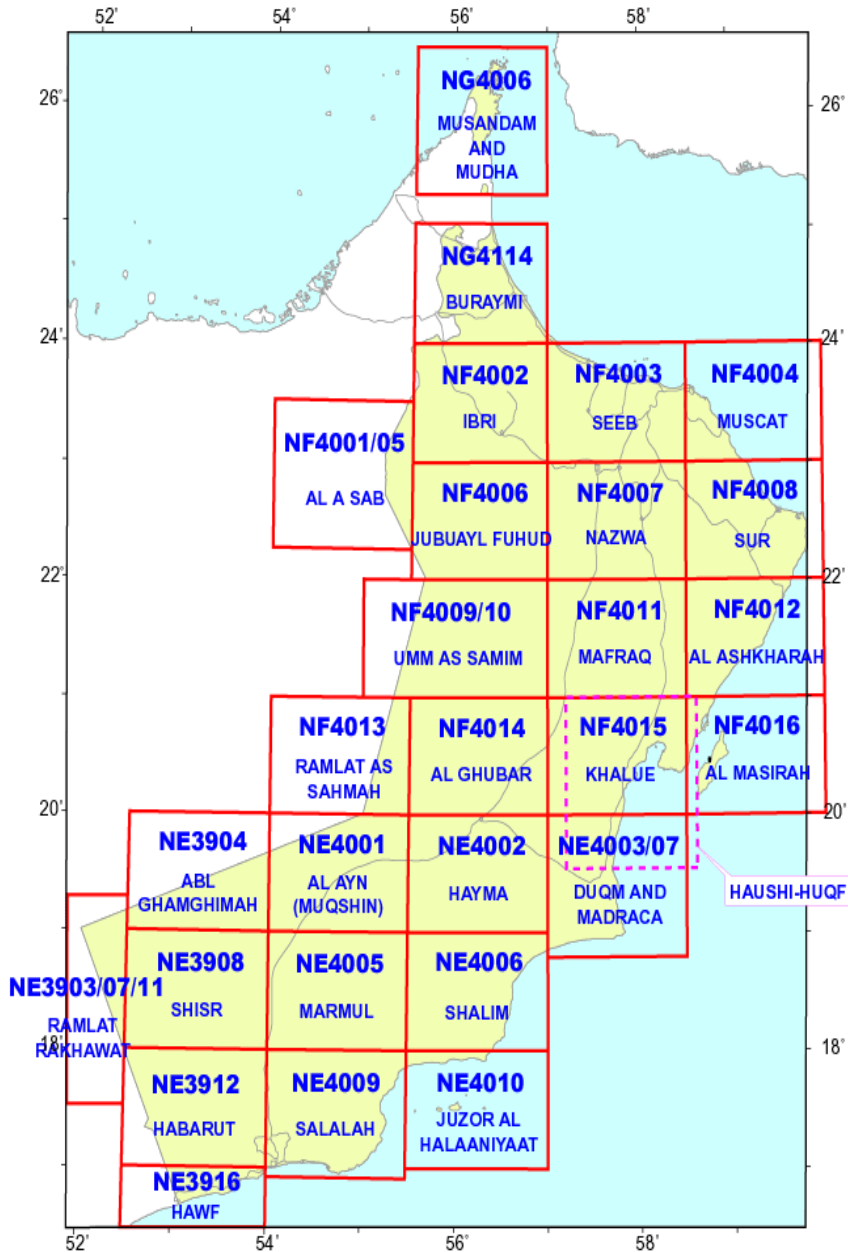 52' 54' 56' 58'
26' 26'
NG4006
MUSANDAM
AND
MUDHA
NG4114
BURAYMI
24' 24'
NF4002 NF4003 NF4004
IBRI SEEB MUSCAT
NF4001/05
AL A SAB
NF4006 NF4007 NF4008
JUBUAYL FUHUD NAZWA SUR
22' 22'
NF4009/10 NF4011 NF4012
UMM AS SAMIM MAFRAQ AL ASHKHARAH
NF4013 NF4014 NF4015 NF4016
RAMLAT AS
SAHMAH
AL GHUBAR KHALUE AL MASIRAH
20' 20'
NE3904 NE4001 NE4002 NE4003/07
ABL
GHAMGHIMAH
AL AYN
(MUQSHIN)
HAYMA
DUQM AND
MADRACA
HAUSHI-HUQF
NE3903/07/11
RAMLAT
RAKHAWAT
NE3908 NE4005 NE4006
SHISR MARMUL SHALIM
18' 18'
NE3912 NE4009 NE4010
HABARUT SALALAH
JUZOR AL
HALAANIYAAT
NE3916
HAWF
52' 54' 56' 58'